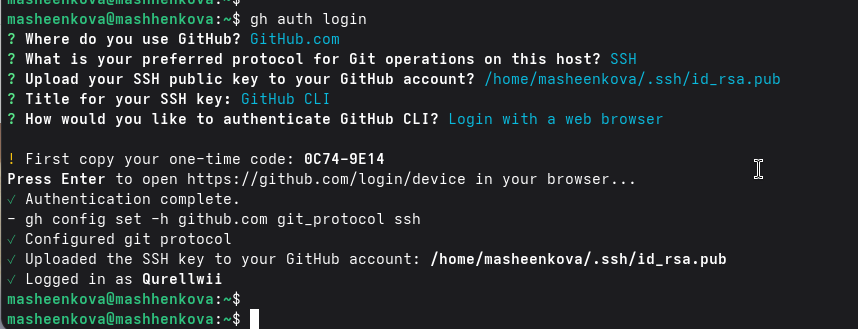 masheenkova@mashhenkova:~$ gh auth login
? Where do you use GitHub? GitHub.com
? What is your preferred protocol for Git operations on this host? SSH
? Upload your SSH public key to your GitHub account? /home/masheenkova/.ssh/id_rsa.pub
? Title for your SSH key: GitHub CLI
? How would you like to authenticate GitHub CLI? Login with a web browser
! First copy your one-time code: 0C74-9E14
Press Enter to open https://github.com/login/device in your browser...
✓ Authentication complete.
- gh config set -h github.com git_protocol ssh
✓ Configured git protocol
✓ Uploaded the SSH key to your GitHub account: /home/masheenkova/.ssh/id_rsa.pub
✓ Logged in as Qurellwii
masheenkova@mashhenkova:~$
masheenkova@mashhenkova:~$